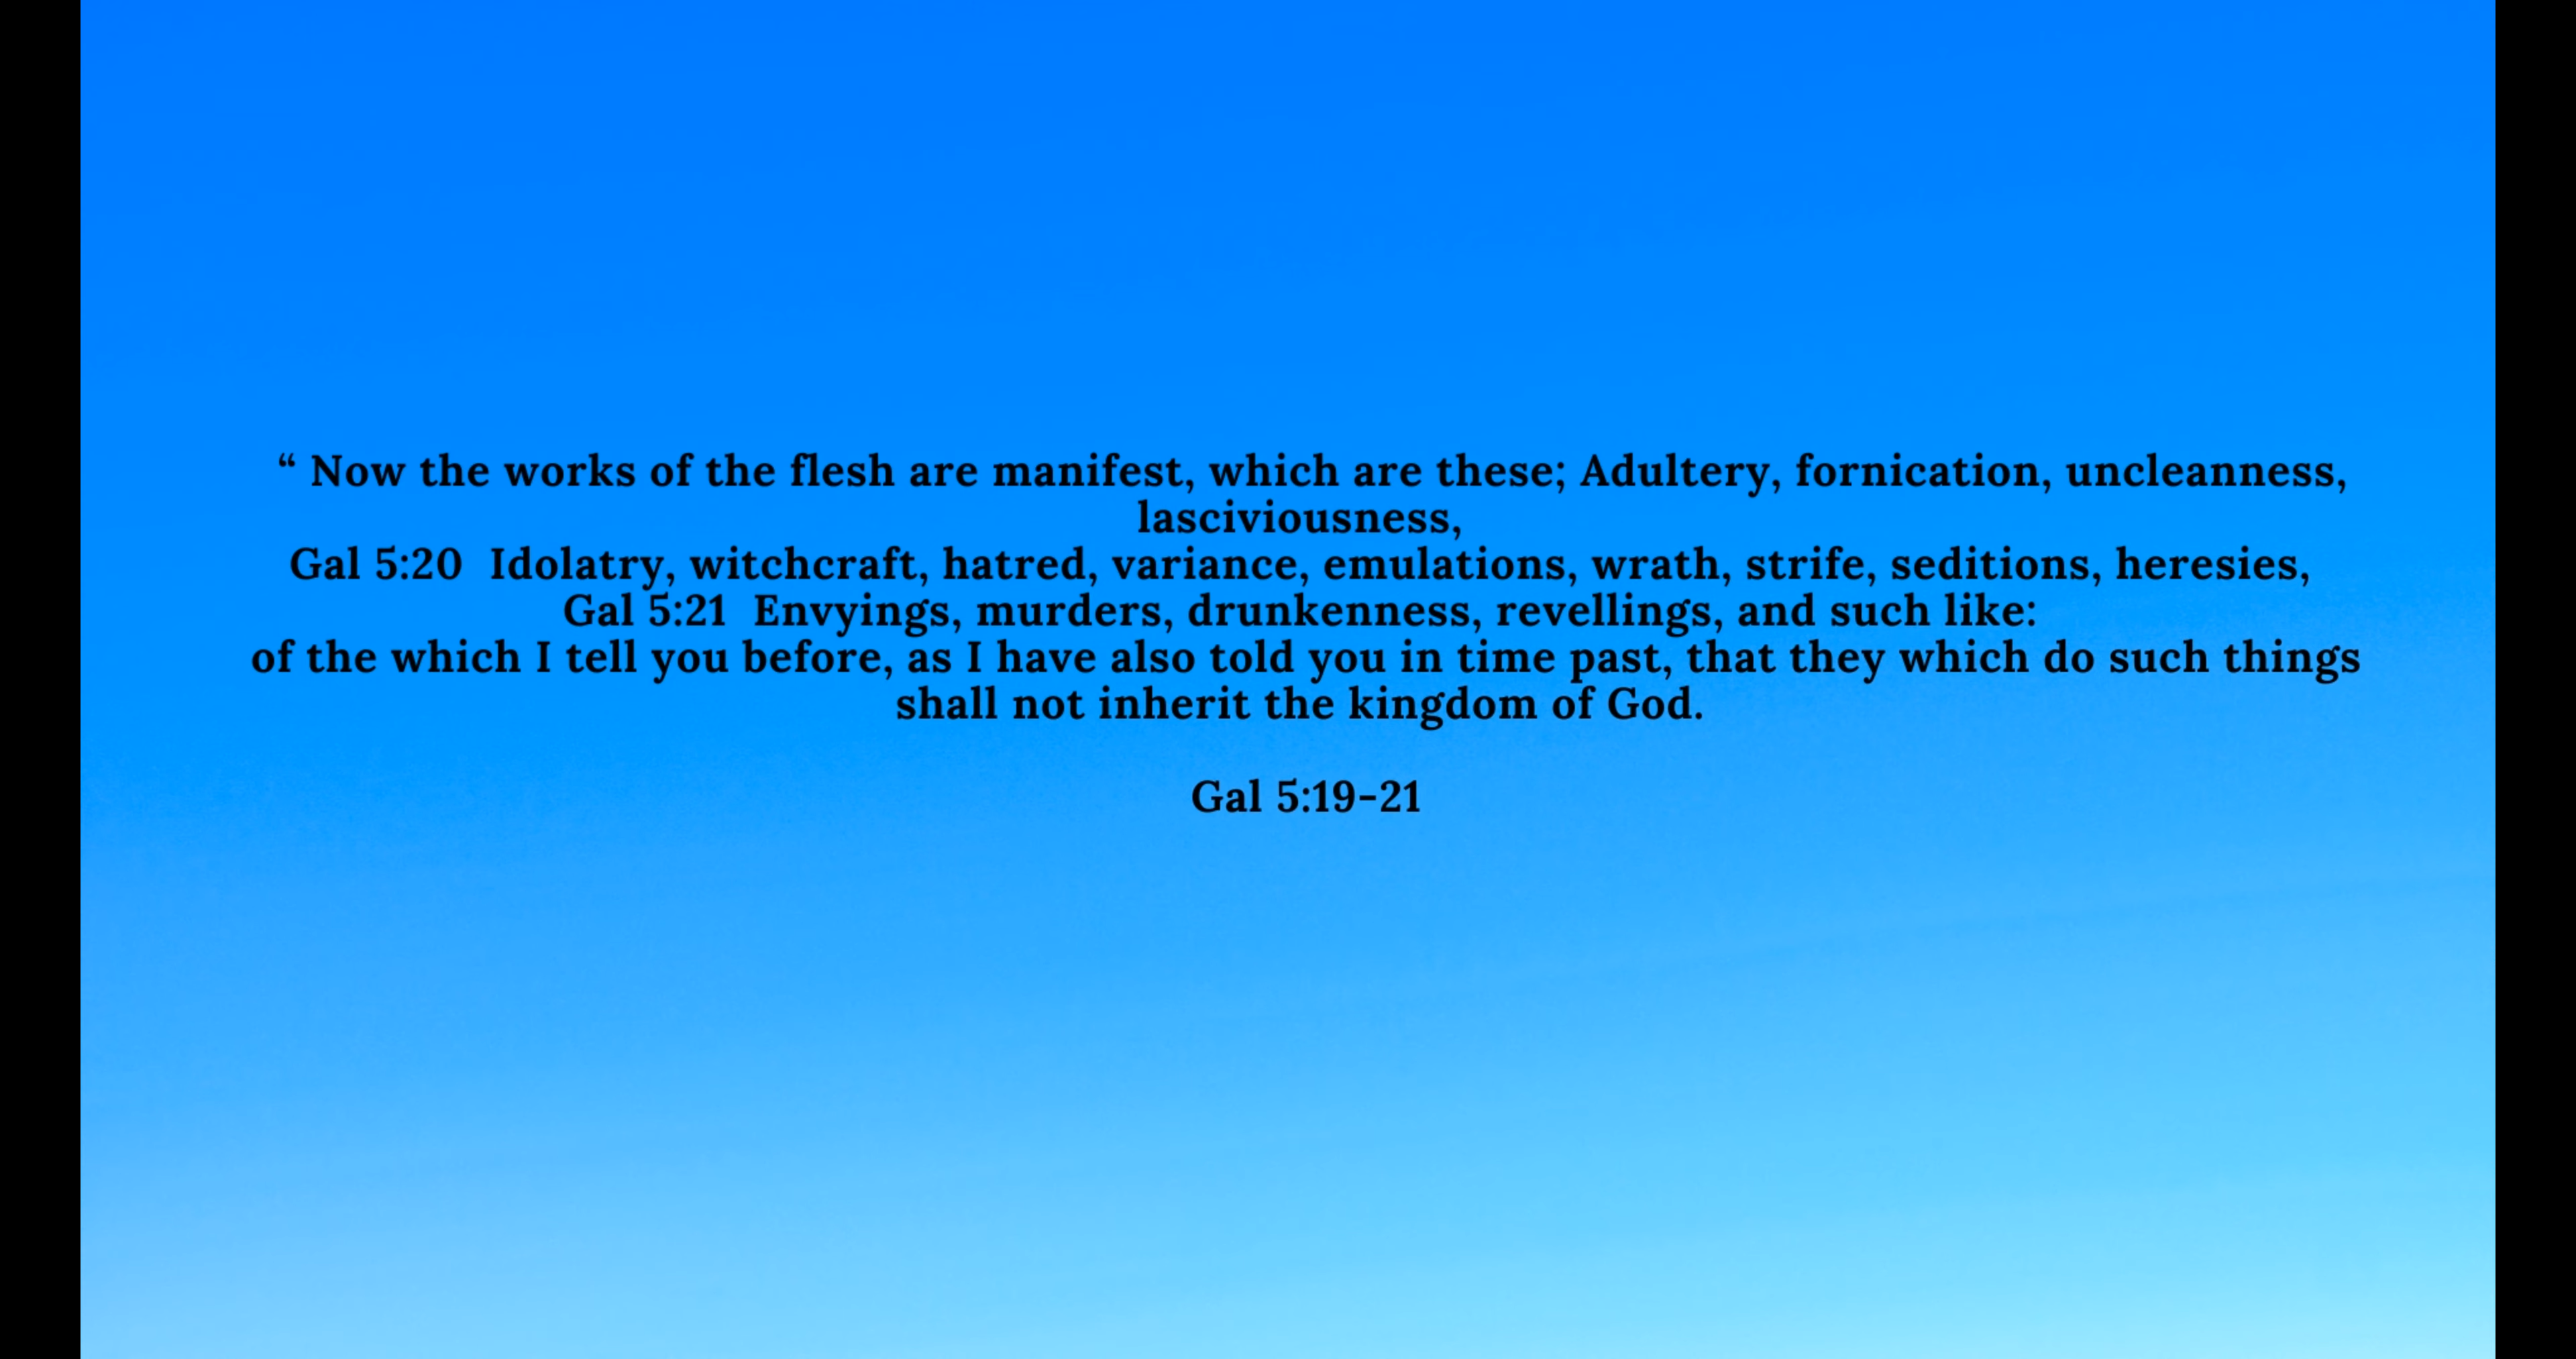 “ Now the works of the flesh are manifest, which are these; Adultery, fornication, uncleanness,
lasciviousness,
Gal 5:20  Idolatry, witchcraft, hatred, variance, emulations, wrath, strife, seditions, heresies,
Gal 5:21  Envyings, murders, drunkenness, revellings, and such like:
of the which I tell you before, as I have also told you in time past, that they which do such things
shall not inherit the kingdom of God.
Gal 5:19-21